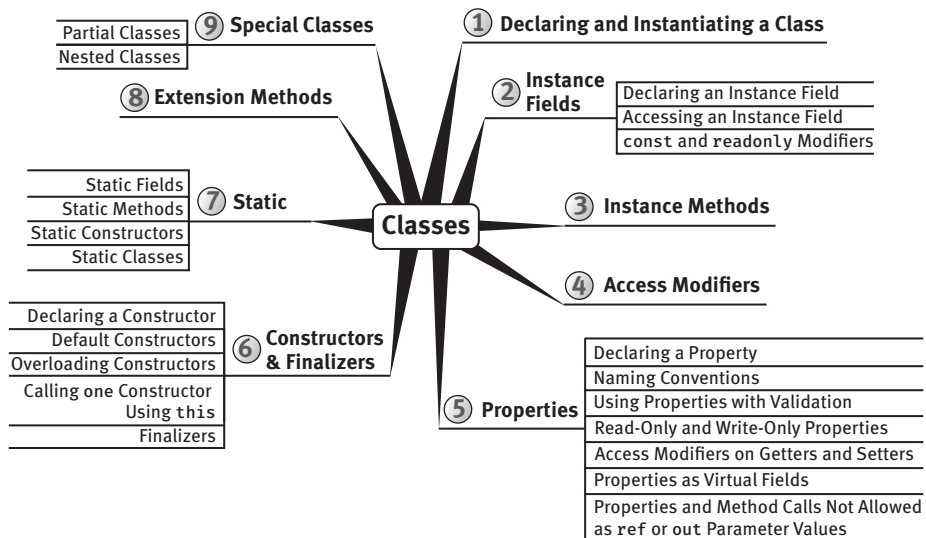 Classes
1 Declaring and Instantiating a Class
2 Instance
Fields
Declaring an Instance Field
Accessing an Instance Field
const and readonly Modifiers
3 Instance Methods
4 Access Modifiers
5 Properties
Declaring a Property
Naming Conventions
Using Properties with Validation
Read-Only and Write-Only Properties
Access Modifiers on Getters and Setters
Properties as Virtual Fields
Properties and Method Calls Not Allowed
as ref or out Parameter Values
6 Constructors
& Finalizers
Declaring a Constructor
Default Constructors
Overloading Constructors
Calling one Constructor
Using this
Finalizers
7 Static
Static Fields
Static Methods
Static Constructors
Static Classes
8 Extension Methods
9 Special Classes
Partial Classes
Nested Classes